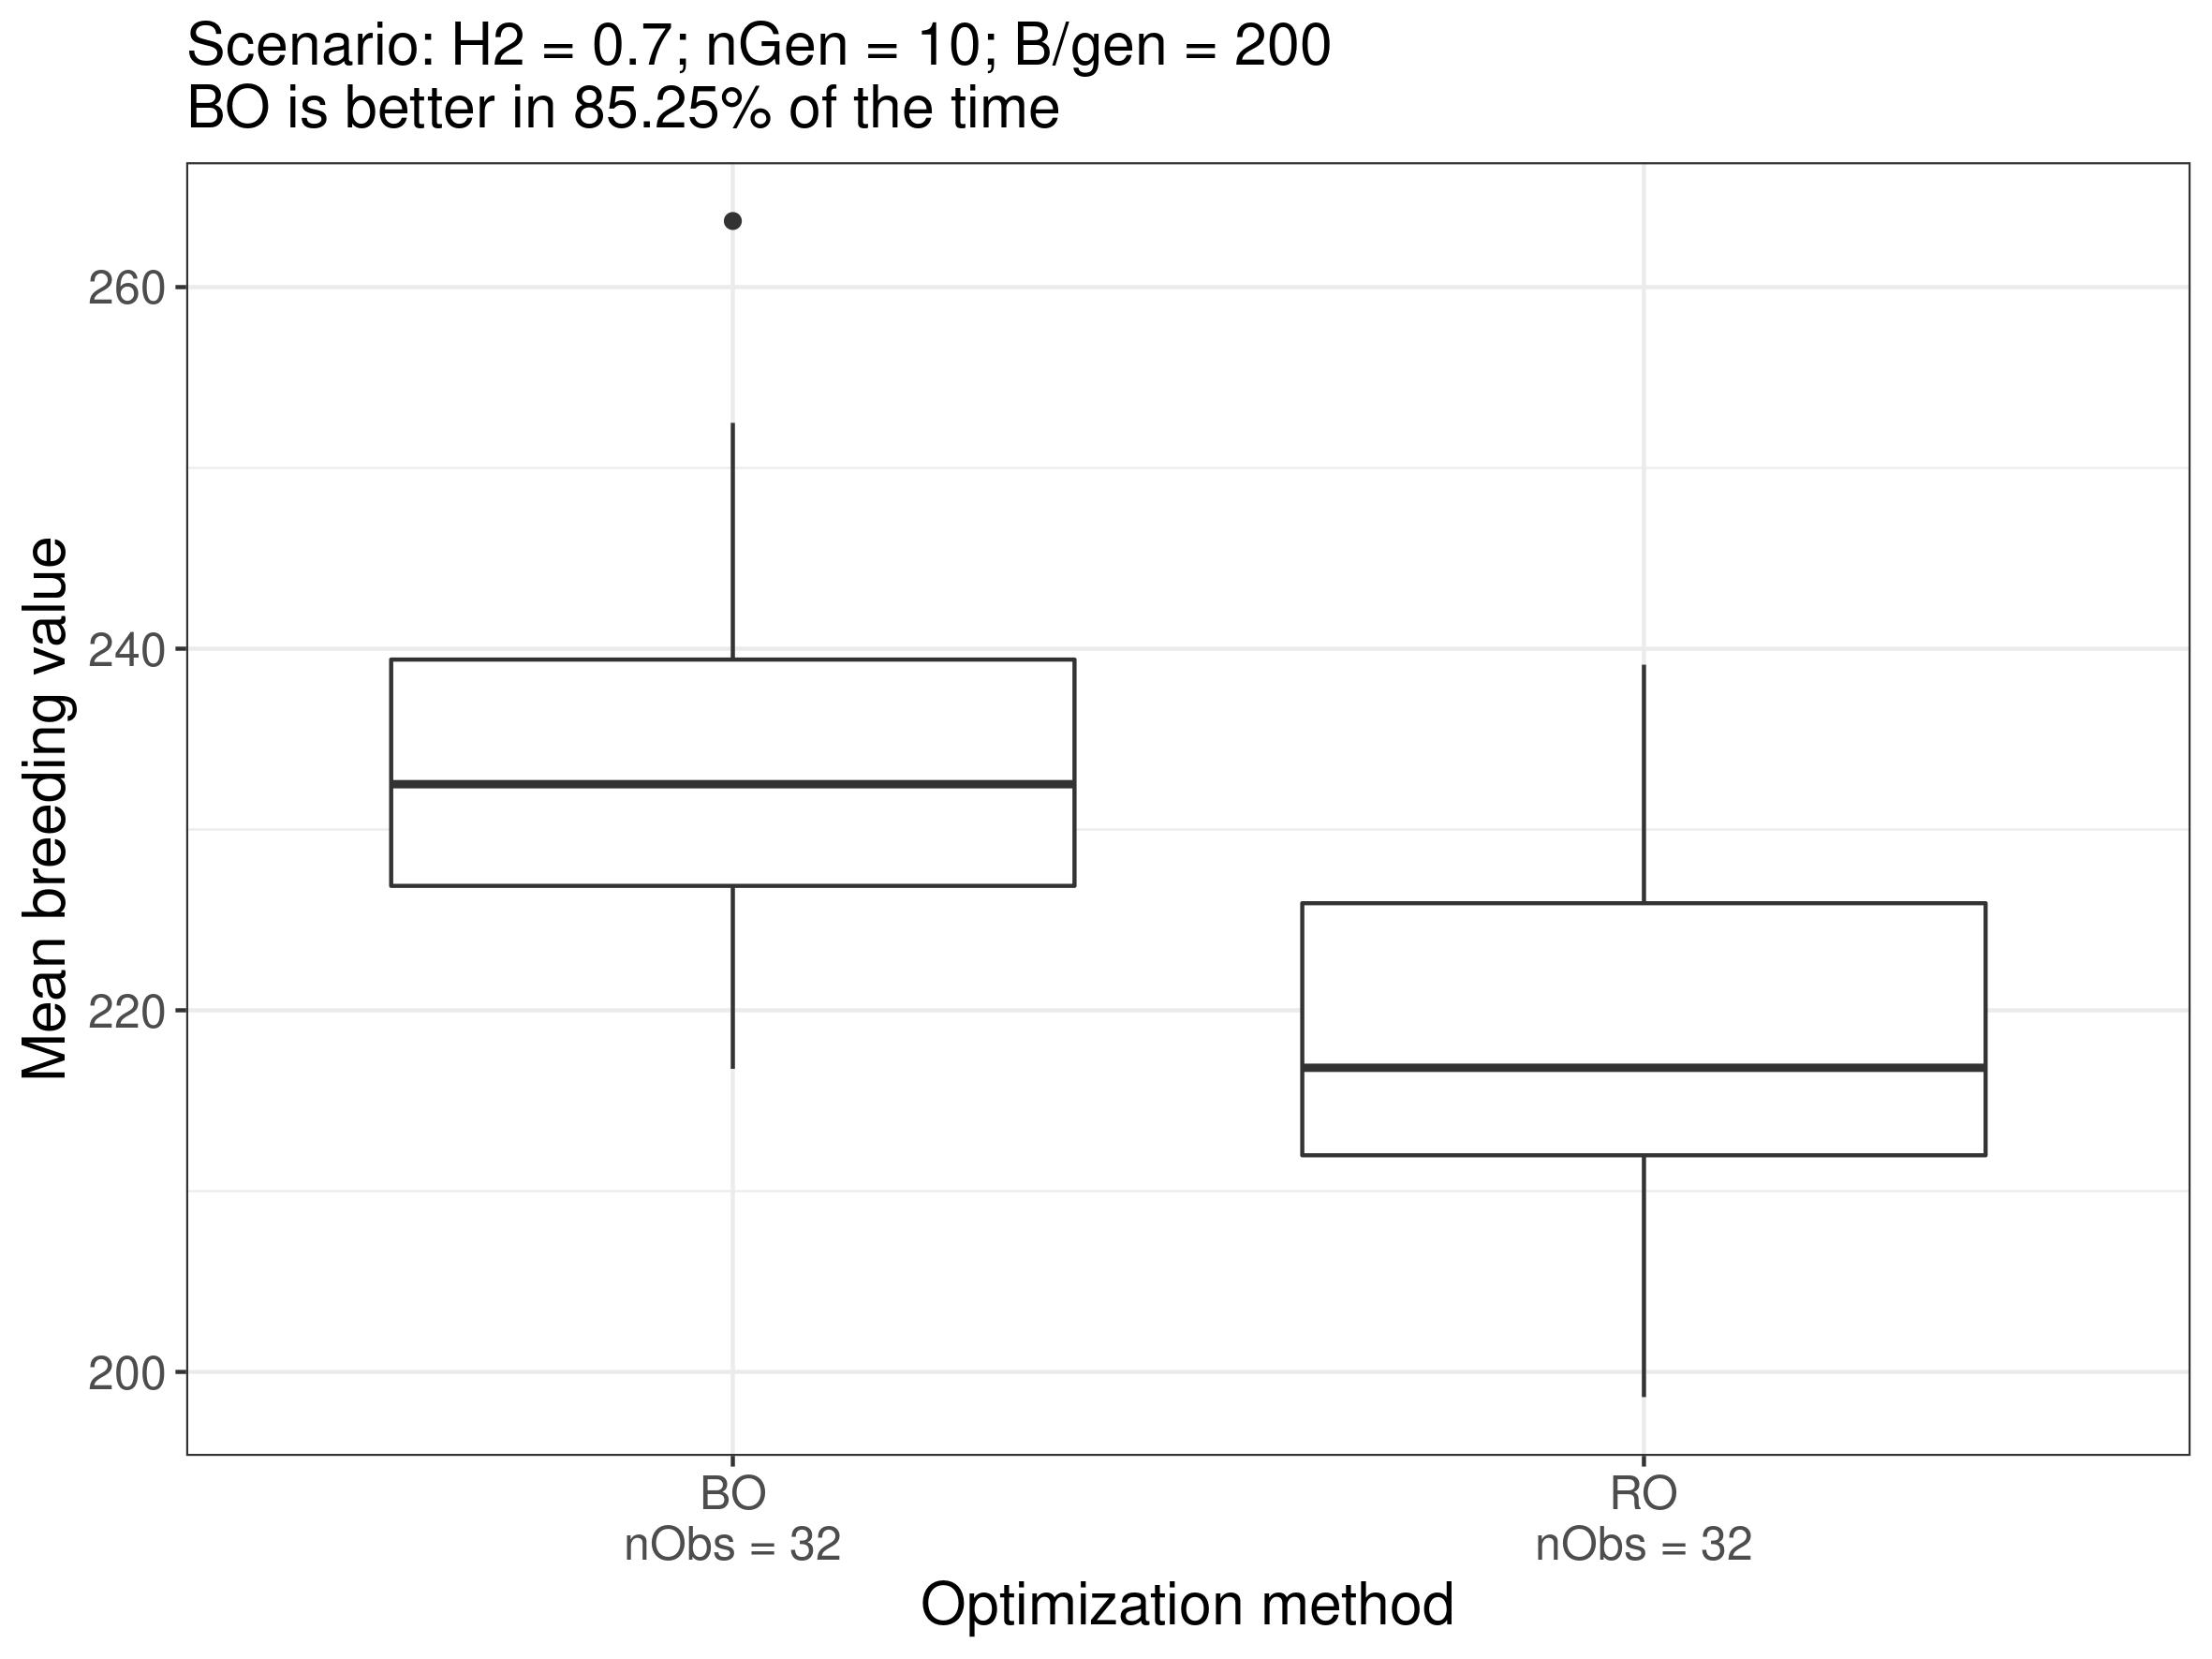 Scenario: H2 = 0.7; nGen = 10; B/gen = 200
BO is better in 85.25% of the time
Mean breeding value
260
240
220
200
BO
nObs = 32
RO
nObs = 32
Optimization method